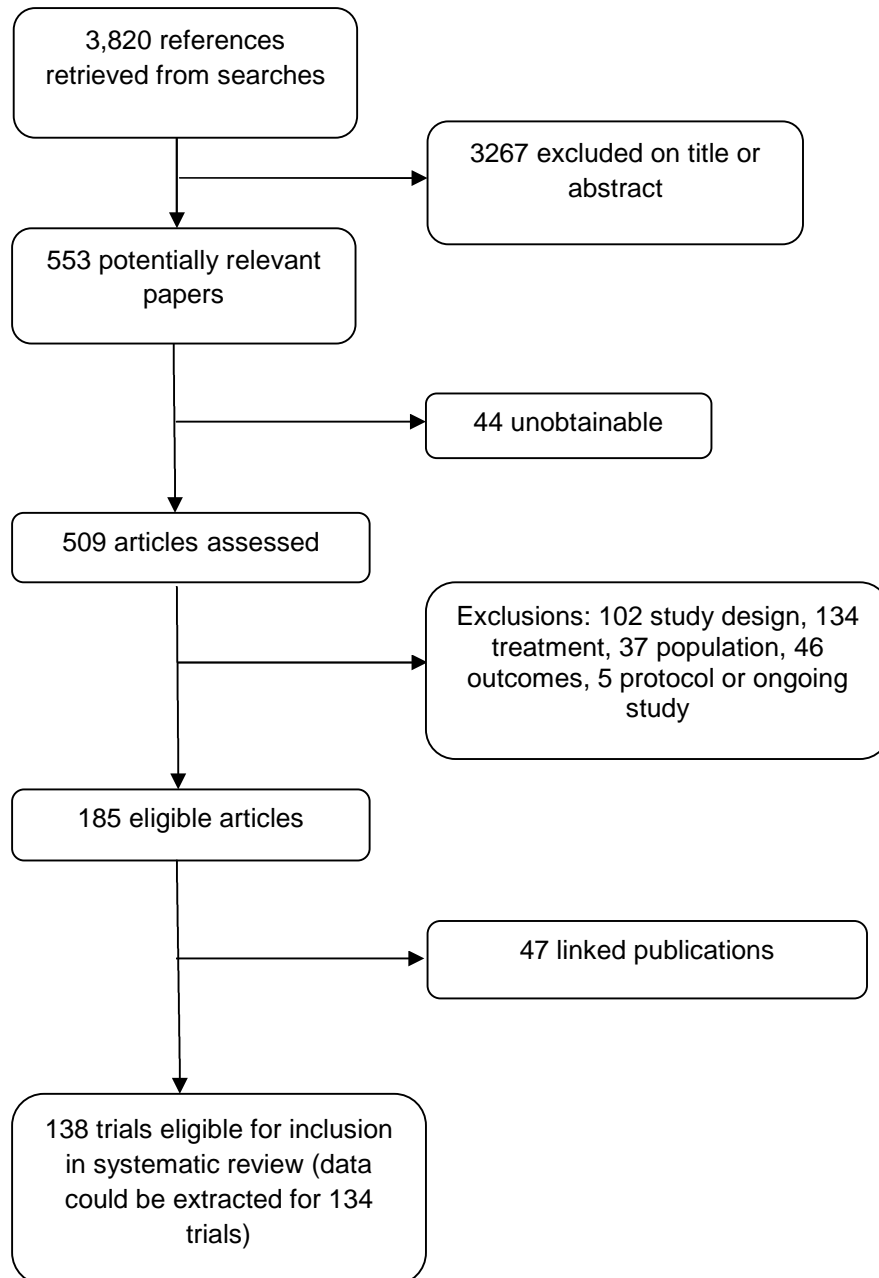 3,820 references
retrieved from searches
3267 excluded on title or
abstract
553 potentially relevant
papers
44 unobtainable
509 articles assessed
Exclusions: 102 study design, 134
treatment, 37 population, 46
outcomes, 5 protocol or ongoing
study
185 eligible articles
47 linked publications
138 trials eligible for inclusion
in systematic review (data
could be extracted for 134
trials)